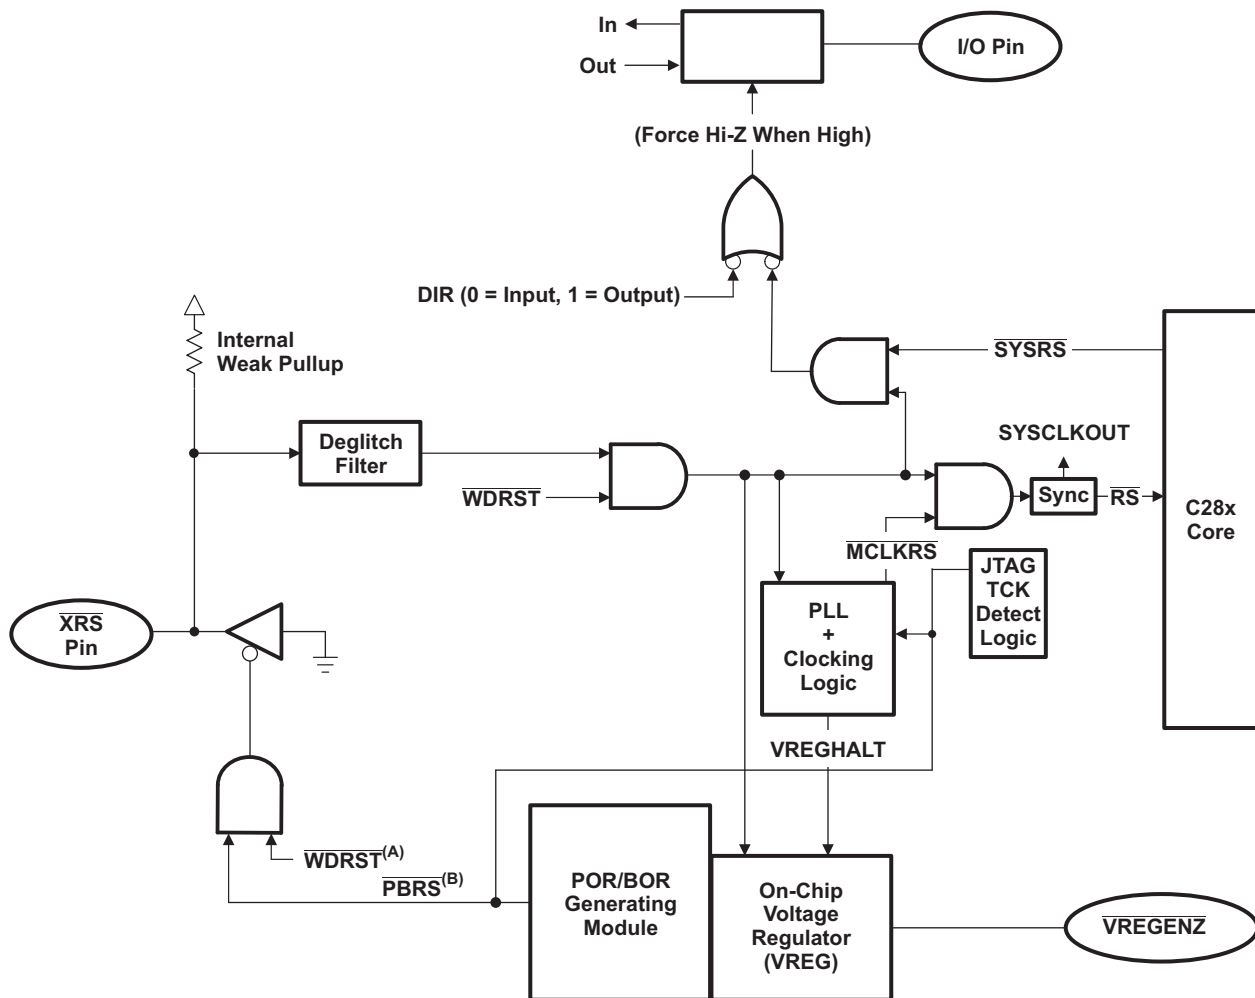 In
Out
I/O Pin
(Force Hi-Z When High)
DIR (0 = Input, 1 = Output)
Internal
Weak Pullup
SYSRS
Deglitch
Filter
WDRST
SYSCLKOUT
Sync
RS
C28x
Core
MCLKRS
JTAG
TCK
Detect
Logic
XRS
Pin
PLL
+
Clocking
Logic
VREGHALT
WDRST(A)
PBRS(B)
POR/BOR
Generating
Module
On-Chip
Voltage
Regulator
(VREG)
VREGENZ